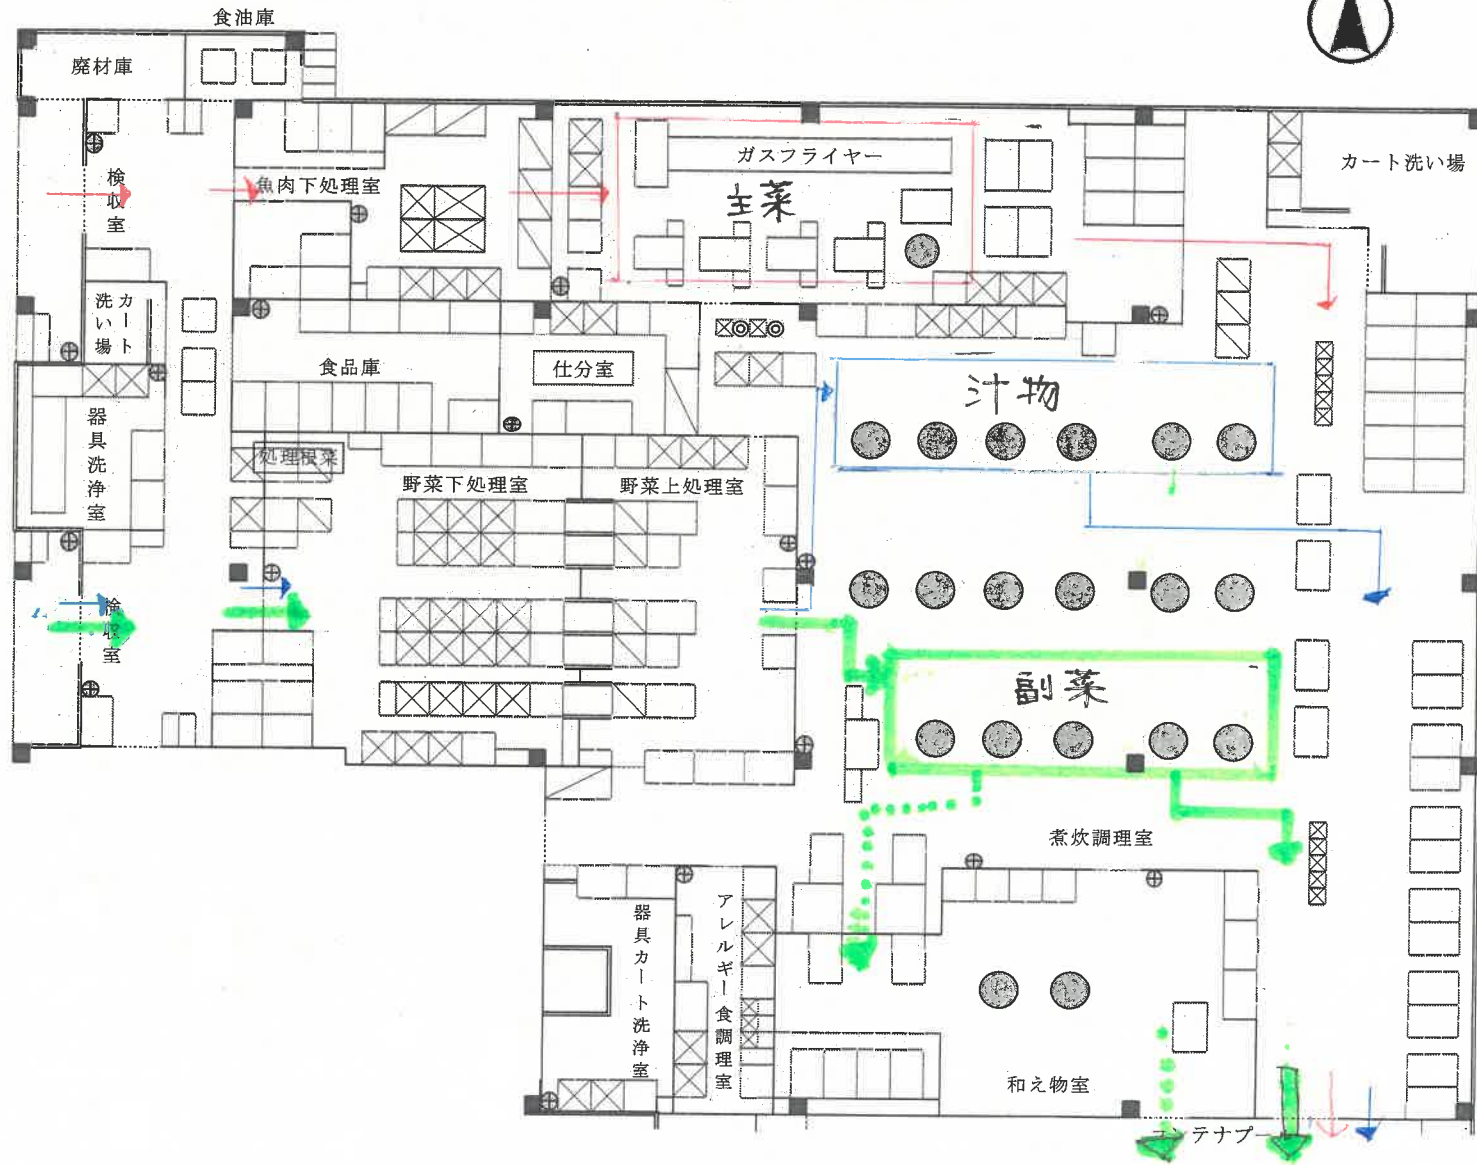 食油庫
廃材庫
検収室
魚肉下処理室
ガスフライヤー
主菜
カート洗い場
カート洗い場
食品庫
仕分室
汁物
器具洗浄室
処理根菜
野菜下処理室
野菜上処理室
検収室
副菜
煮炊調理室
器具カート洗浄室
アレルギー食調理室
和え物室
コンテナプー